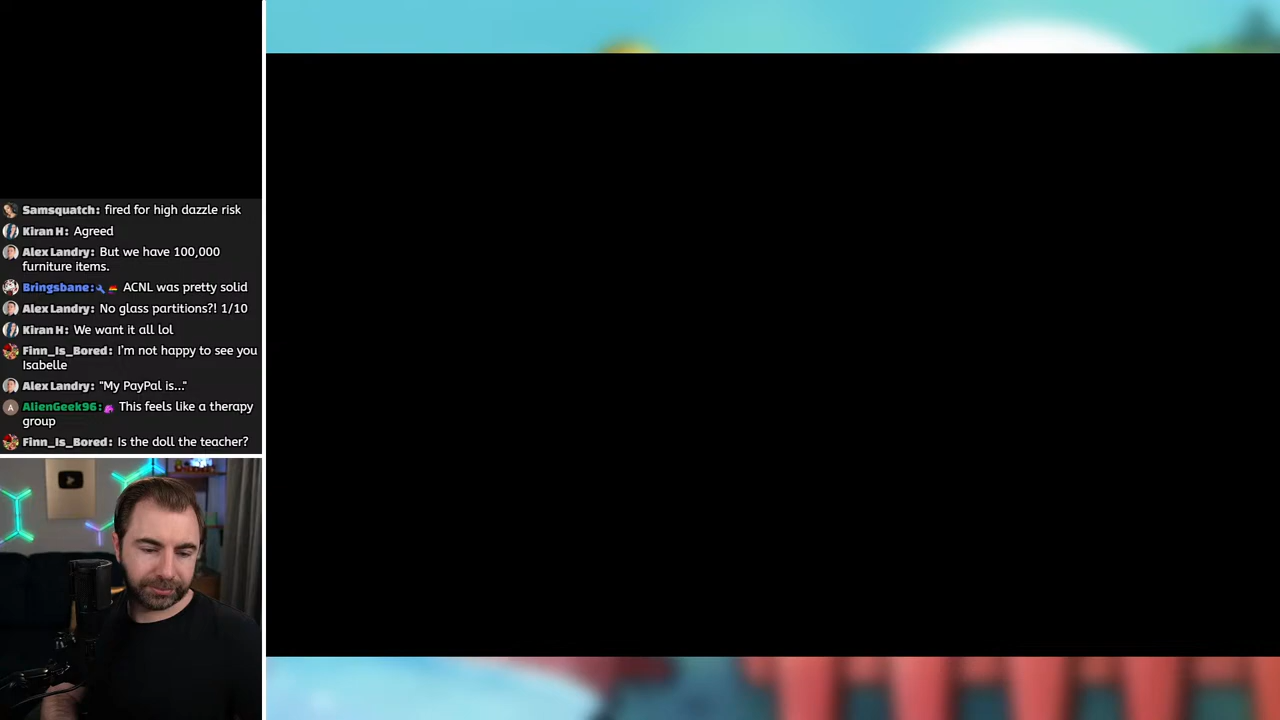 Samsquatch: fired for high dazzle risk
Kiran H: Agreed
Alex Landry: But we have 100,000
furniture items.
Bringsbane: ACNL was pretty solid
Alex Landry: No glass partitions?! 1/10
Kiran H: We want it all lol
Finn_Is_Bored: I'm not happy to see you
Isabelle
Alex Landry: "My PayPal is..."
A AlienGeek96: This feels like a therapy
group
Finn_Is_Bored: Is the doll the teacher?